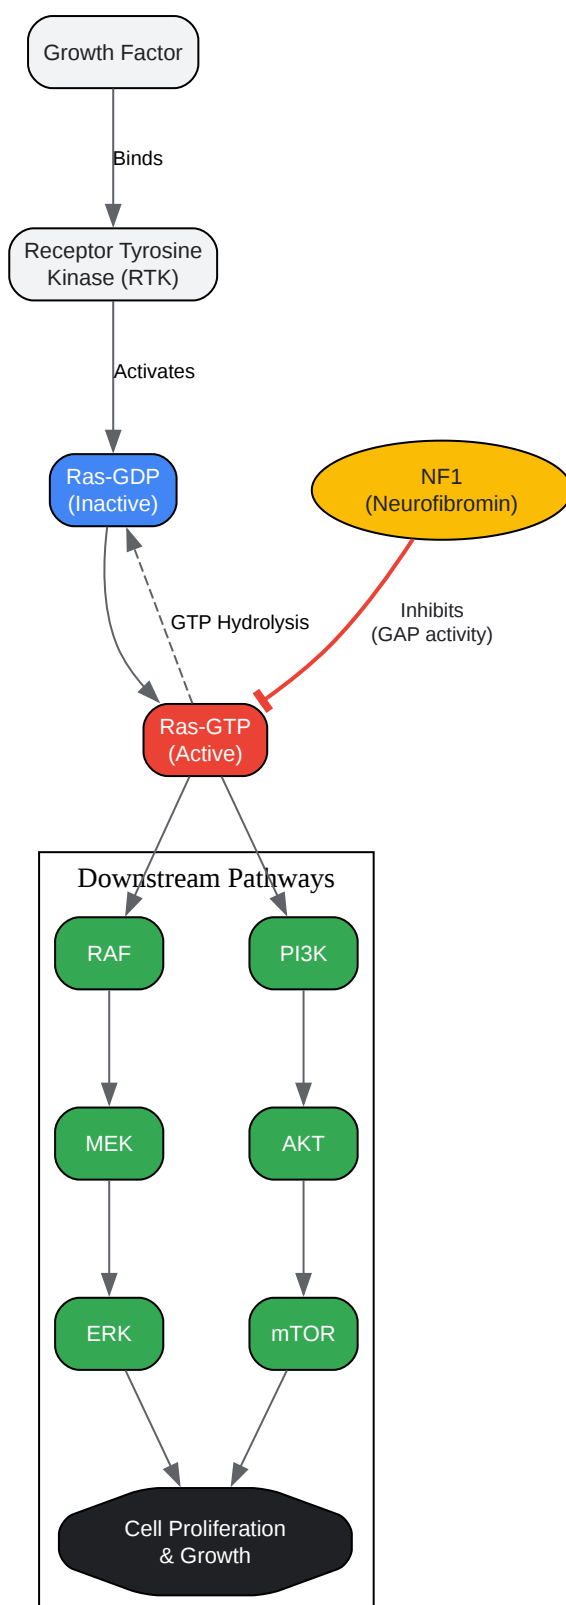 Growth Factor
Binds
Receptor Tyrosine
Kinase (RTK)
Activates
Ras-GDP
(Inactive)
NF1
(Neurofibromin)
GTP Hydrolysis
Inhibits
(GAP activity)
Ras-GTP
(Active)
Downstream Pathways
RAF
PI3K
MEK
AKT
ERK
mTOR
Cell Proliferation
& Growth